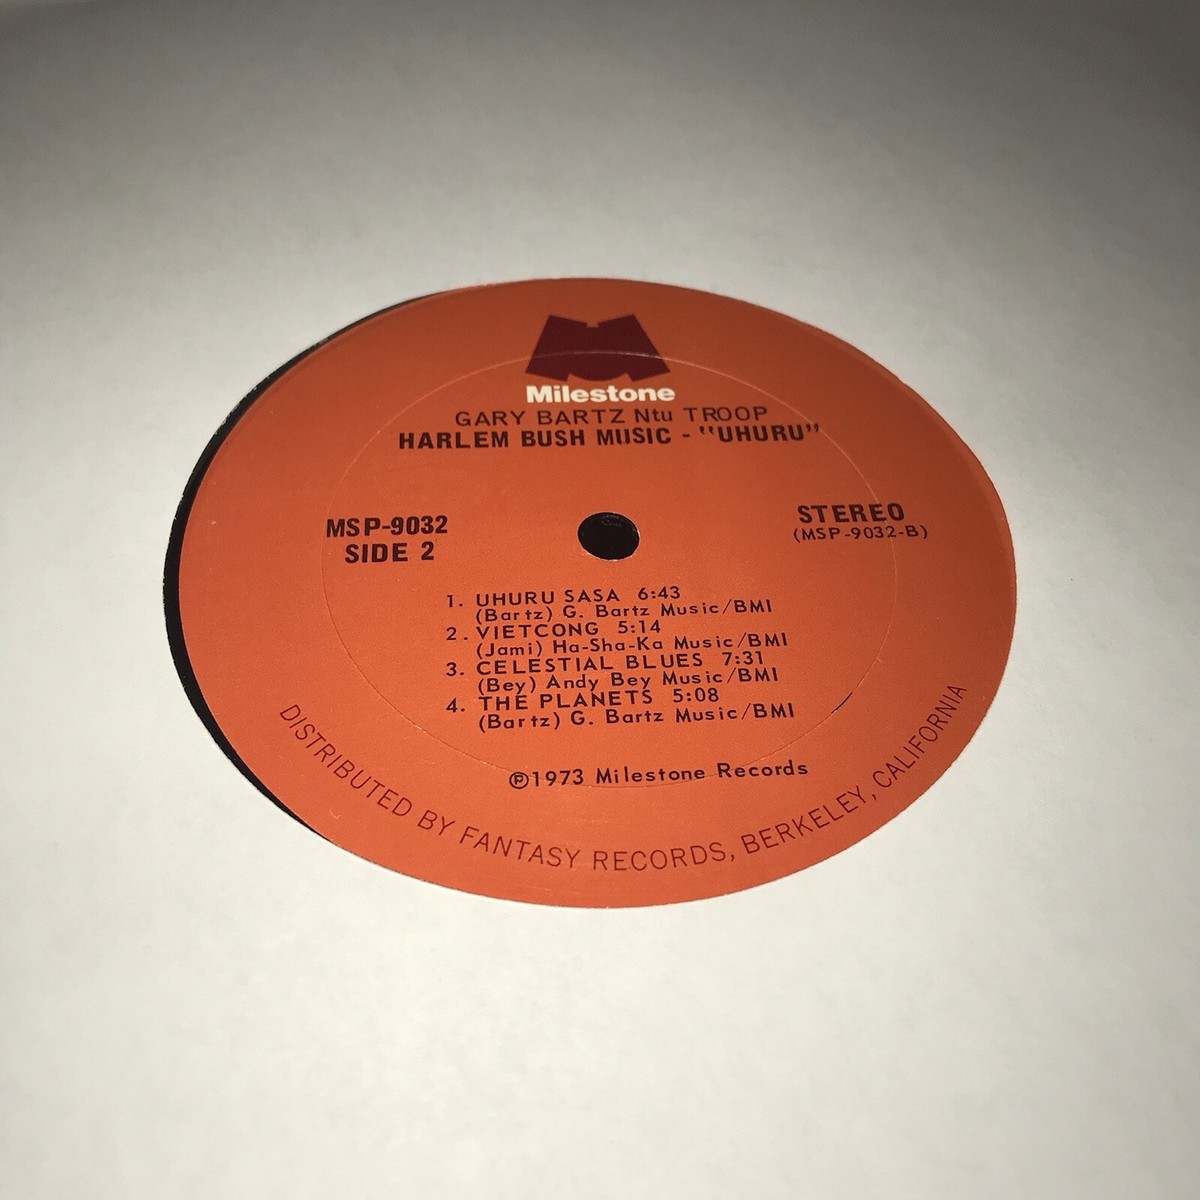 Milestone
GARY BARTZ Ntu TROOP
HARLEM BUSH MUSIC - "UHURU"
MSP-9032
SIDE 2
STEREO
(MSP-9032-B)
1. UHURU SASA 6:43
(Bartz) G. Bartz Music/BMI
2. VIETCONG 5:14
(Jami) Ha-Sha-Ka Music/BMI
3. CELESTIAL BLUES 7:31
(Bey) Andy Bey Music/BMI
4. THE PLANETS 5:08
(Bartz) G. Bartz Music/BMI
℗1973 Milestone Records
DISTRIBUTED BY FANTASY RECORDS, BERKELEY, CALIFORNIA